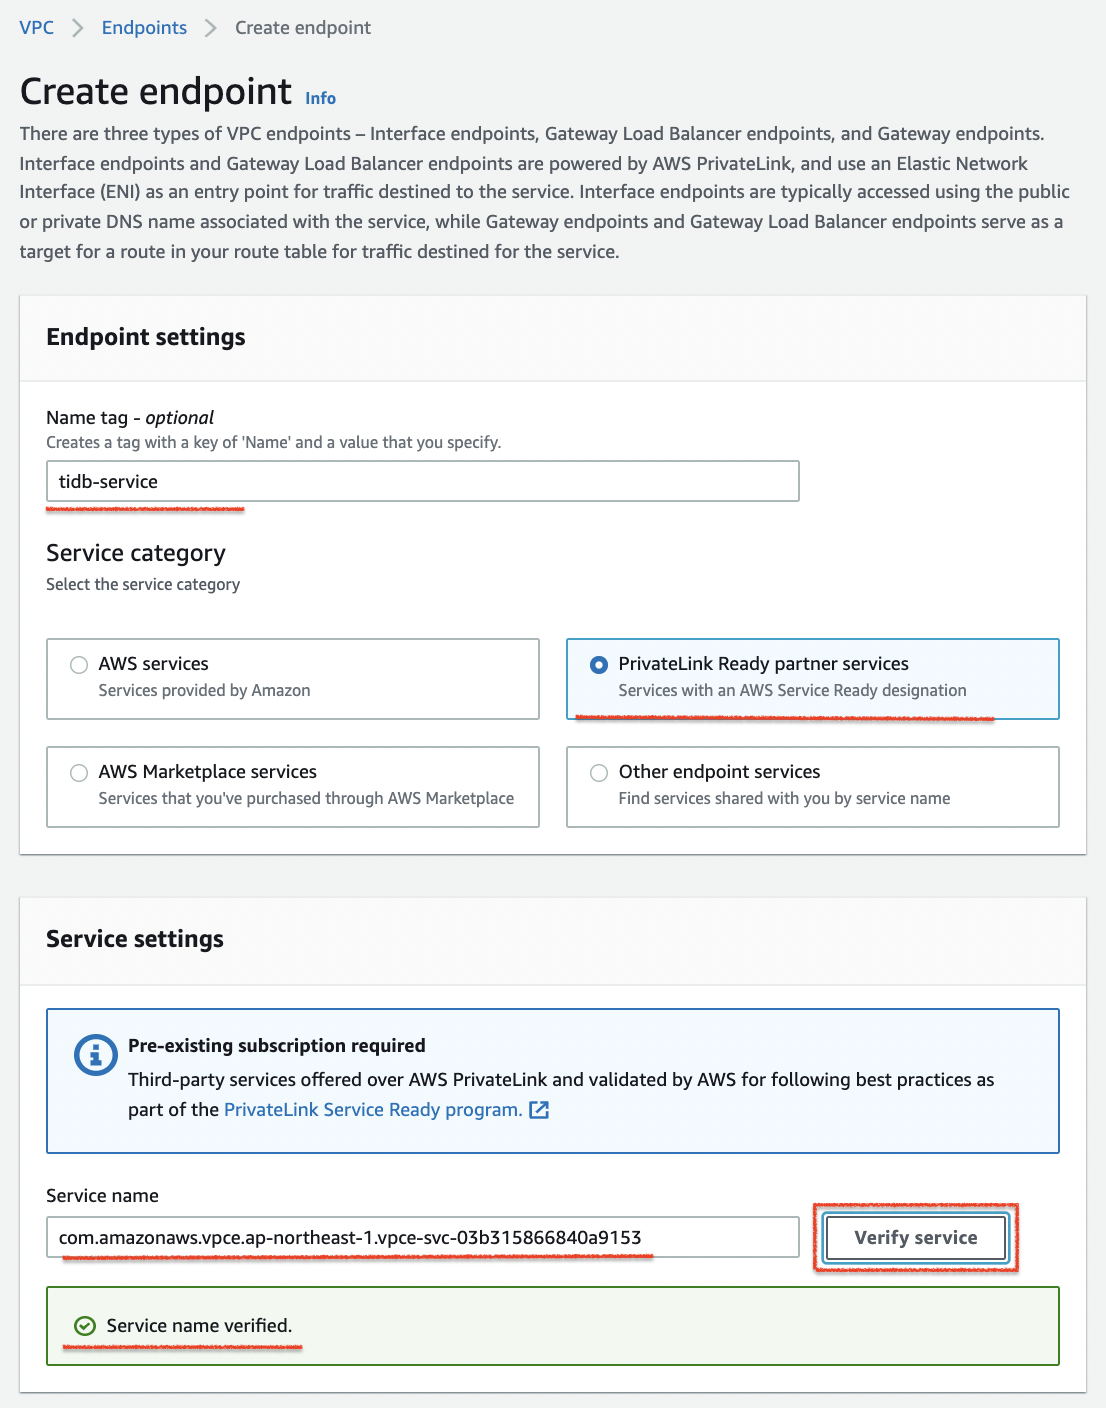 VPC > Endpoints > Create endpoint
Create endpoint Info
There are three types of VPC endpoints – Interface endpoints, Gateway Load Balancer endpoints, and Gateway endpoints.
Interface endpoints and Gateway Load Balancer endpoints are powered by AWS PrivateLink, and use an Elastic Network
Interface (ENI) as an entry point for traffic destined to the service. Interface endpoints are typically accessed using the public
or private DNS name associated with the service, while Gateway endpoints and Gateway Load Balancer endpoints serve as a
target for a route in your route table for traffic destined for the service.
Endpoint settings
Name tag - optional
Creates a tag with a key of 'Name' and a value that you specify.
tidb-service
Service category
Select the service category
AWS services
Services provided by Amazon
PrivateLink Ready partner services
Services with an AWS Service Ready designation
AWS Marketplace services
Services that you've purchased through AWS Marketplace
Other endpoint services
Find services shared with you by service name
Service settings
Pre-existing subscription required
Third-party services offered over AWS PrivateLink and validated by AWS for following best practices as
part of the PrivateLink Service Ready program.
Service name
com.amazonaws.vpce.ap-northeast-1.vpce-svc-03b315866840a9153
Verify service
Service name verified.